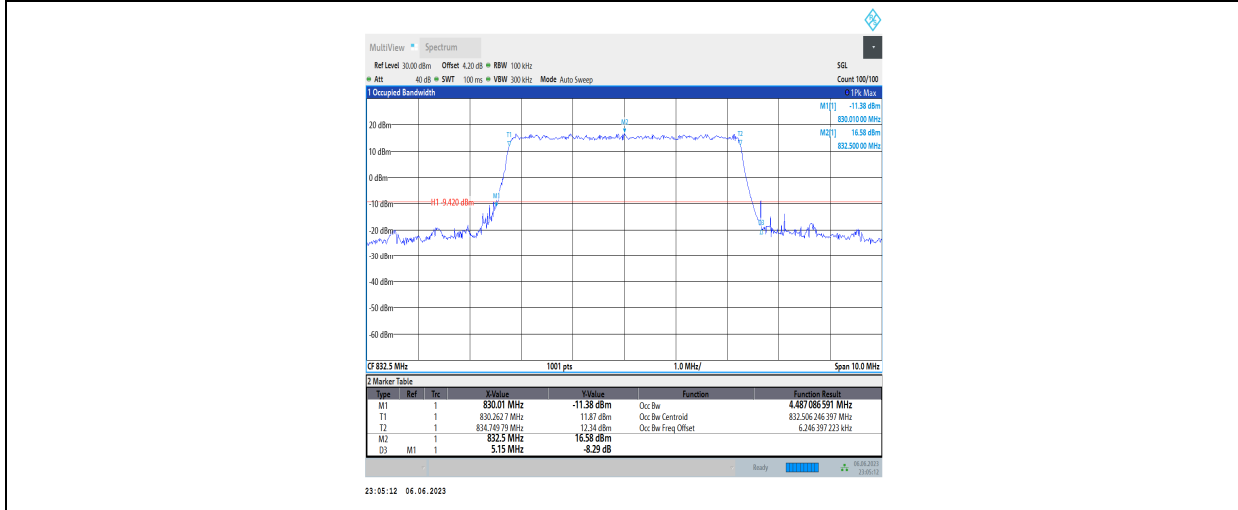 MultiView Spectrum
Ref Level 30.00 dBm Offset 4.20 dB RBW 100 kHz SGL
Att 40 dB SWT 100 ms VBW 300 kHz Mode Auto Sweep Count 100/100
1 Occupied Bandwidth 1Pk Max
M1[1] -11.38 dBm
830.010 00 MHz
M2[1] 16.58 dBm
832.500 00 MHz
M2
20 dBm
T1 T2
10 dBm
0 dBm
M1
H1 -9.420 dBm
-10 dBm
D3
-20 dBm
-30 dBm
-40 dBm
-50 dBm
-60 dBm
CF 832.5 MHz 1001 pts 1.0 MHz/ Span 10.0 MHz
2 Marker Table
Type Ref Trc X-Value Y-Value Function Function Result
M1 1 830.01 MHz -11.38 dBm Occ Bw 4.487 086 591 MHz
T1 1 830.262 7 MHz 11.87 dBm Occ Bw Centroid 832.506 246 397 MHz
T2 1 834.749 79 MHz 12.34 dBm Occ Bw Freq Offset 6.246 397 223 kHz
M2 1 832.5 MHz 16.58 dBm
D3 M1 1 5.15 MHz -8.29 dB
Ready 06.06.2023
23:05:12
23:05:12 06.06.2023